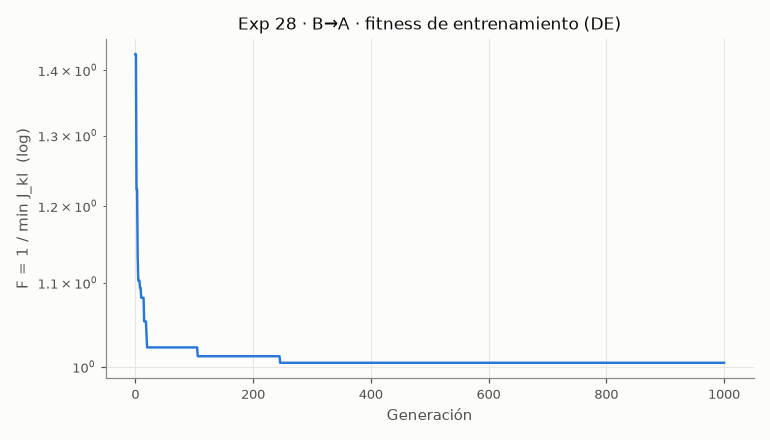 Exp 28 · B→A · fitness de entrenamiento (DE)
F = 1 / min J_kl (log)
1.4 × 10⁰
1.3 × 10⁰
1.2 × 10⁰
1.1 × 10⁰
10⁰
0 200 400 600 800 1000
Generación